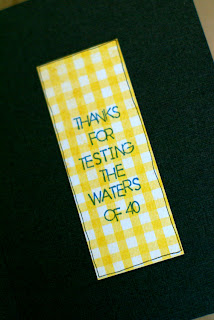 THANKS
FOR
TESTING
THE
WATERS
OF 40